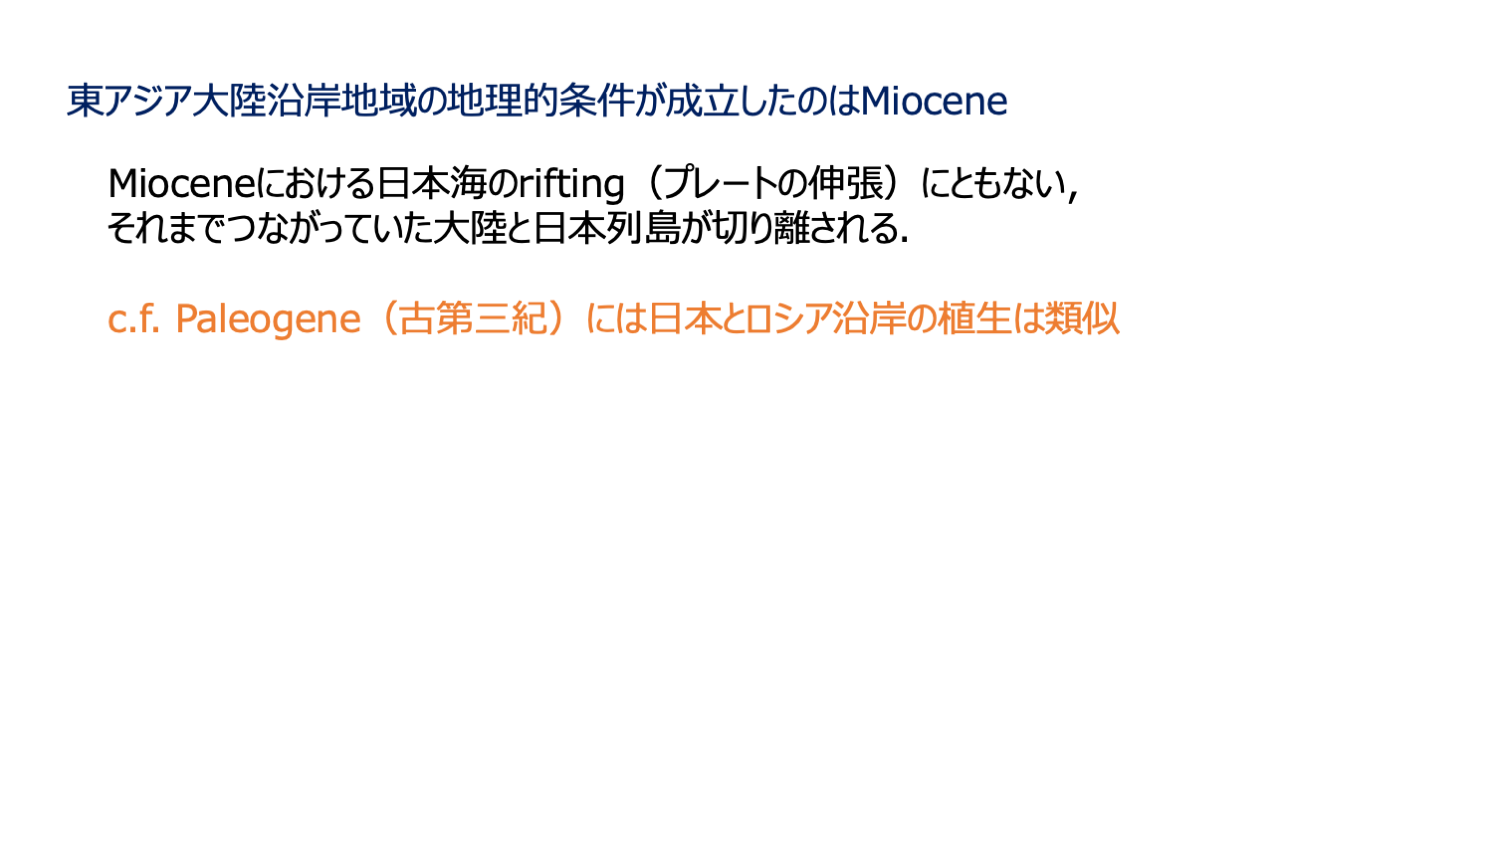 東アジア大陸沿岸地域の地理的条件が成立したのはMiocene
Mioceneにおける日本海のrifting（プレートの伸張）にともない，
それまでつながっていた大陸と日本列島が切り離される．
c.f. Paleogene（古第三紀）には日本とロシア沿岸の植生は類似